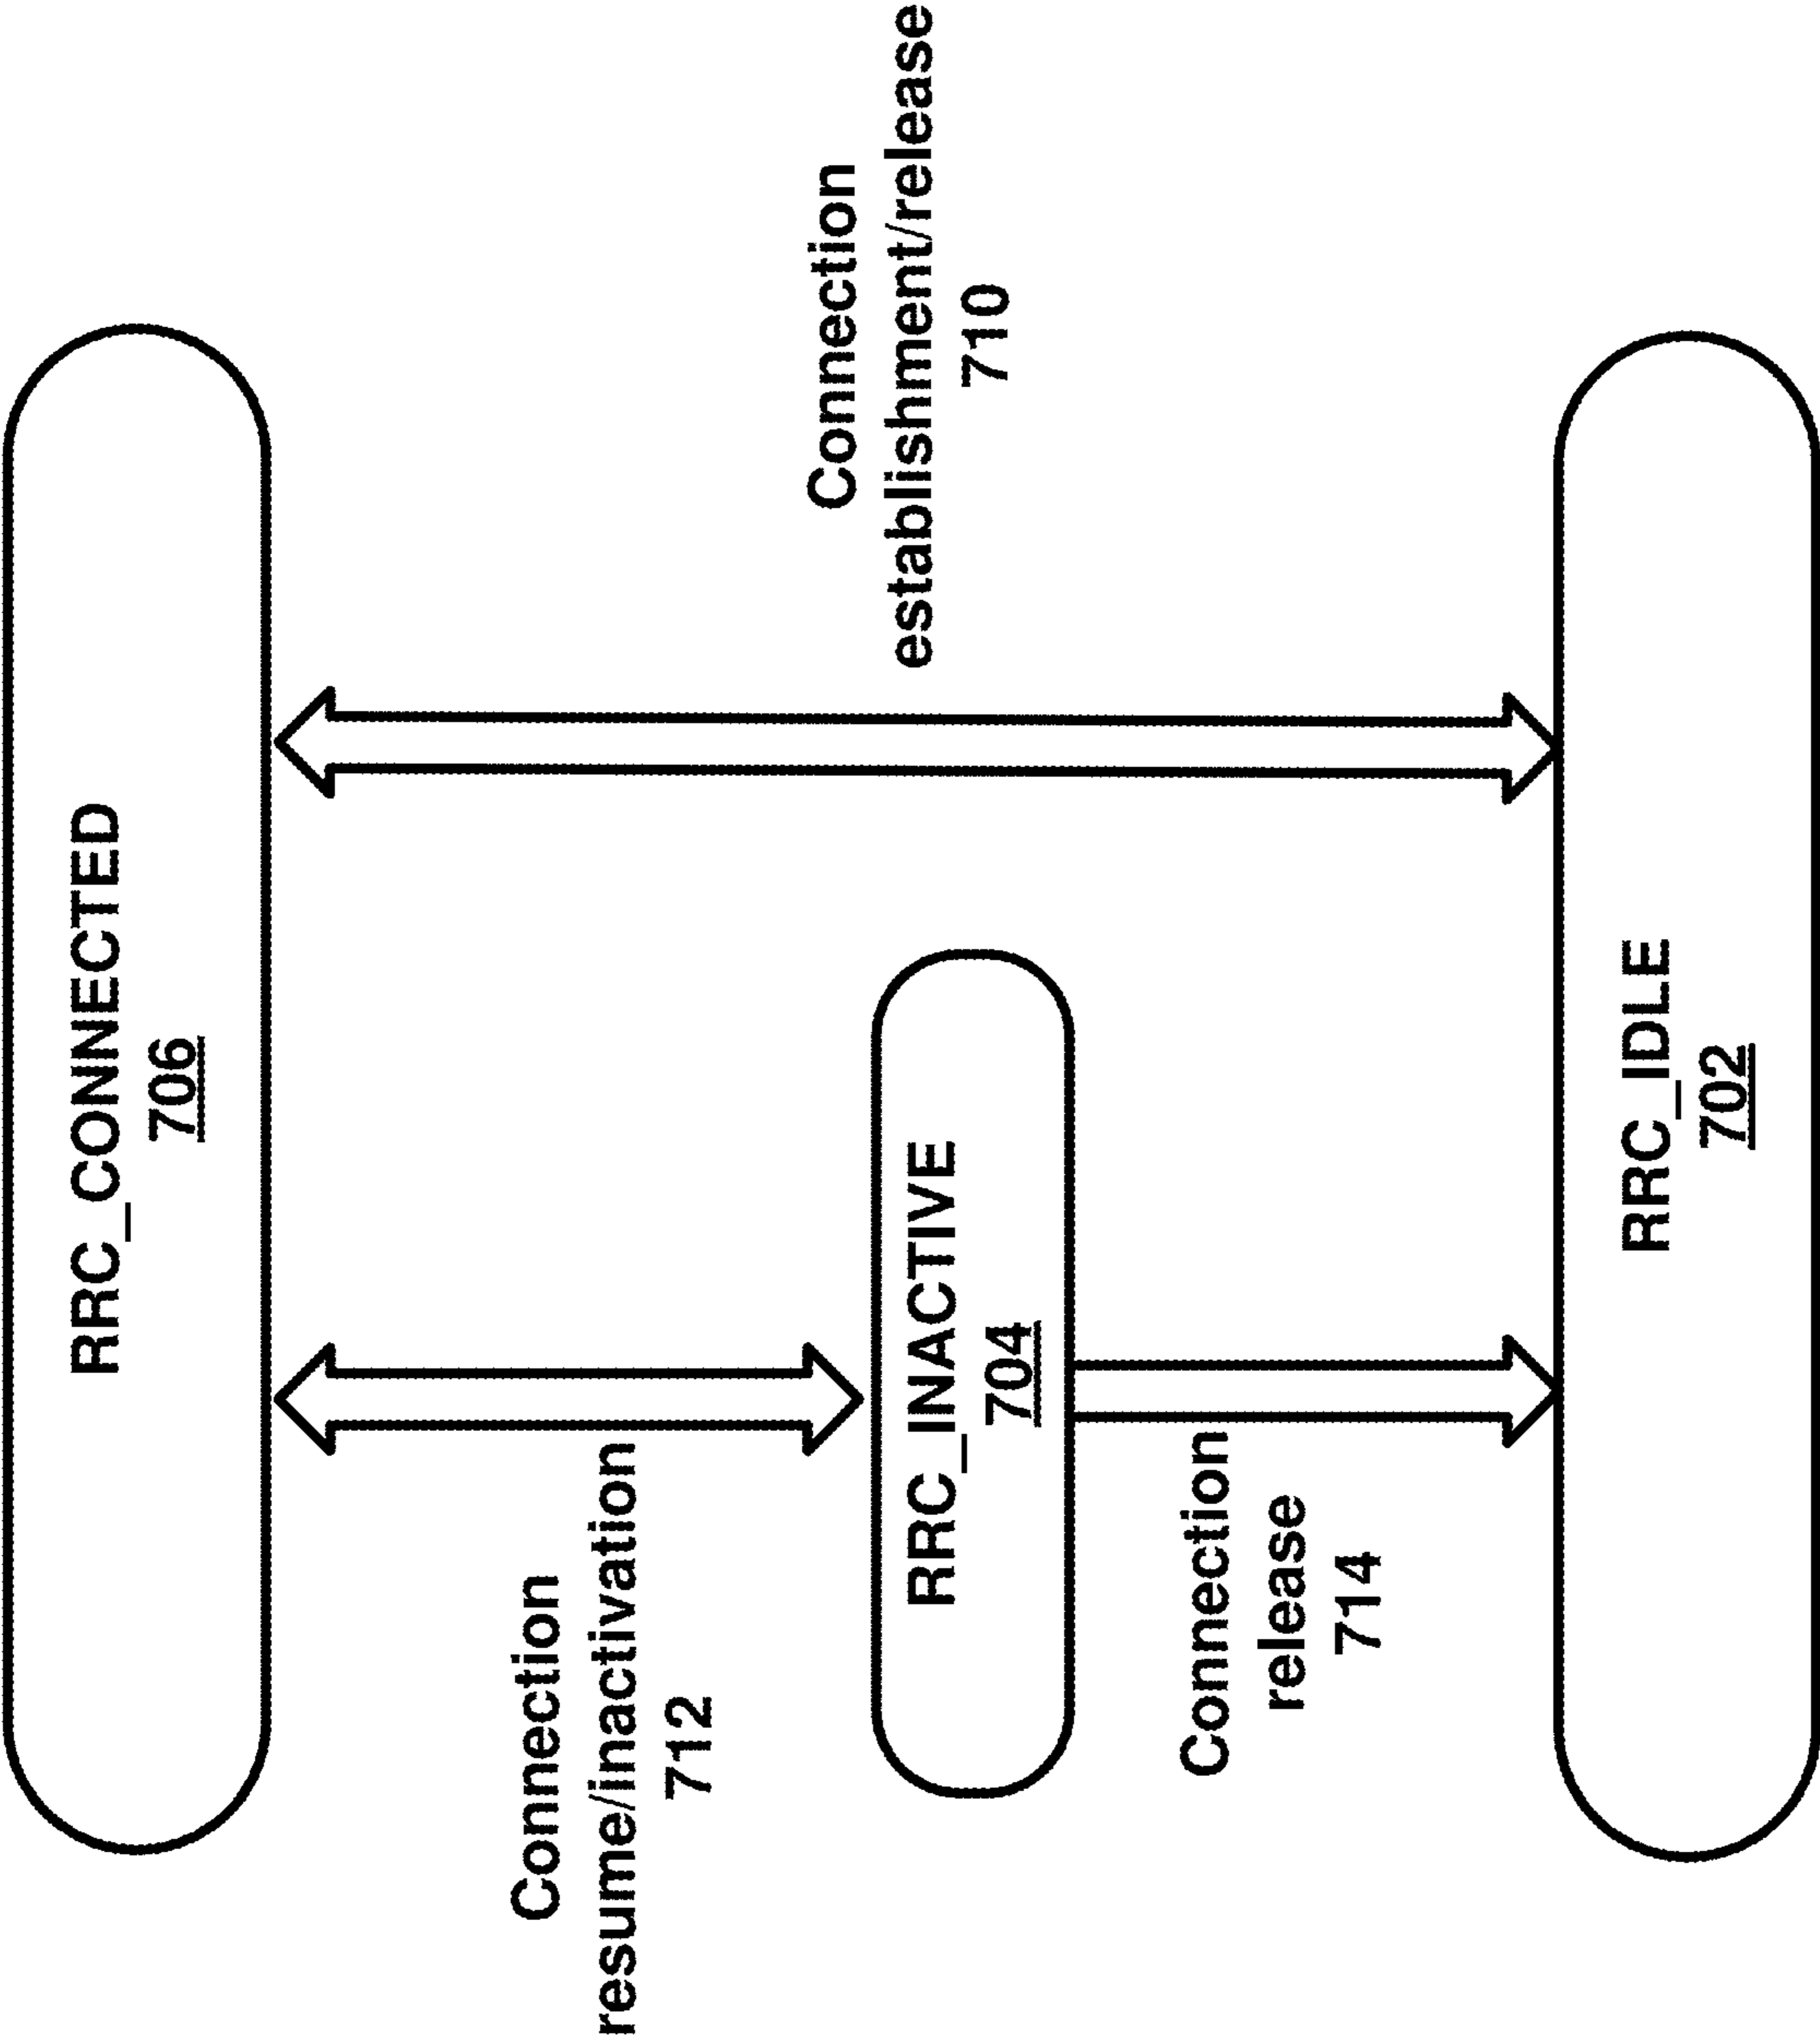 RRC_CONNECTED
706
Connection
resume/inactivation
712
Connection
establishment/release
710
RRC_INACTIVE
704
Connection
release
714
RRC_IDLE
702